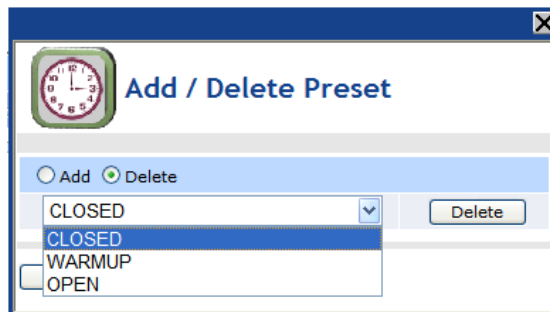 Add / Delete Preset
Add Delete
CLOSED Delete
CLOSED
WARMUP
OPEN